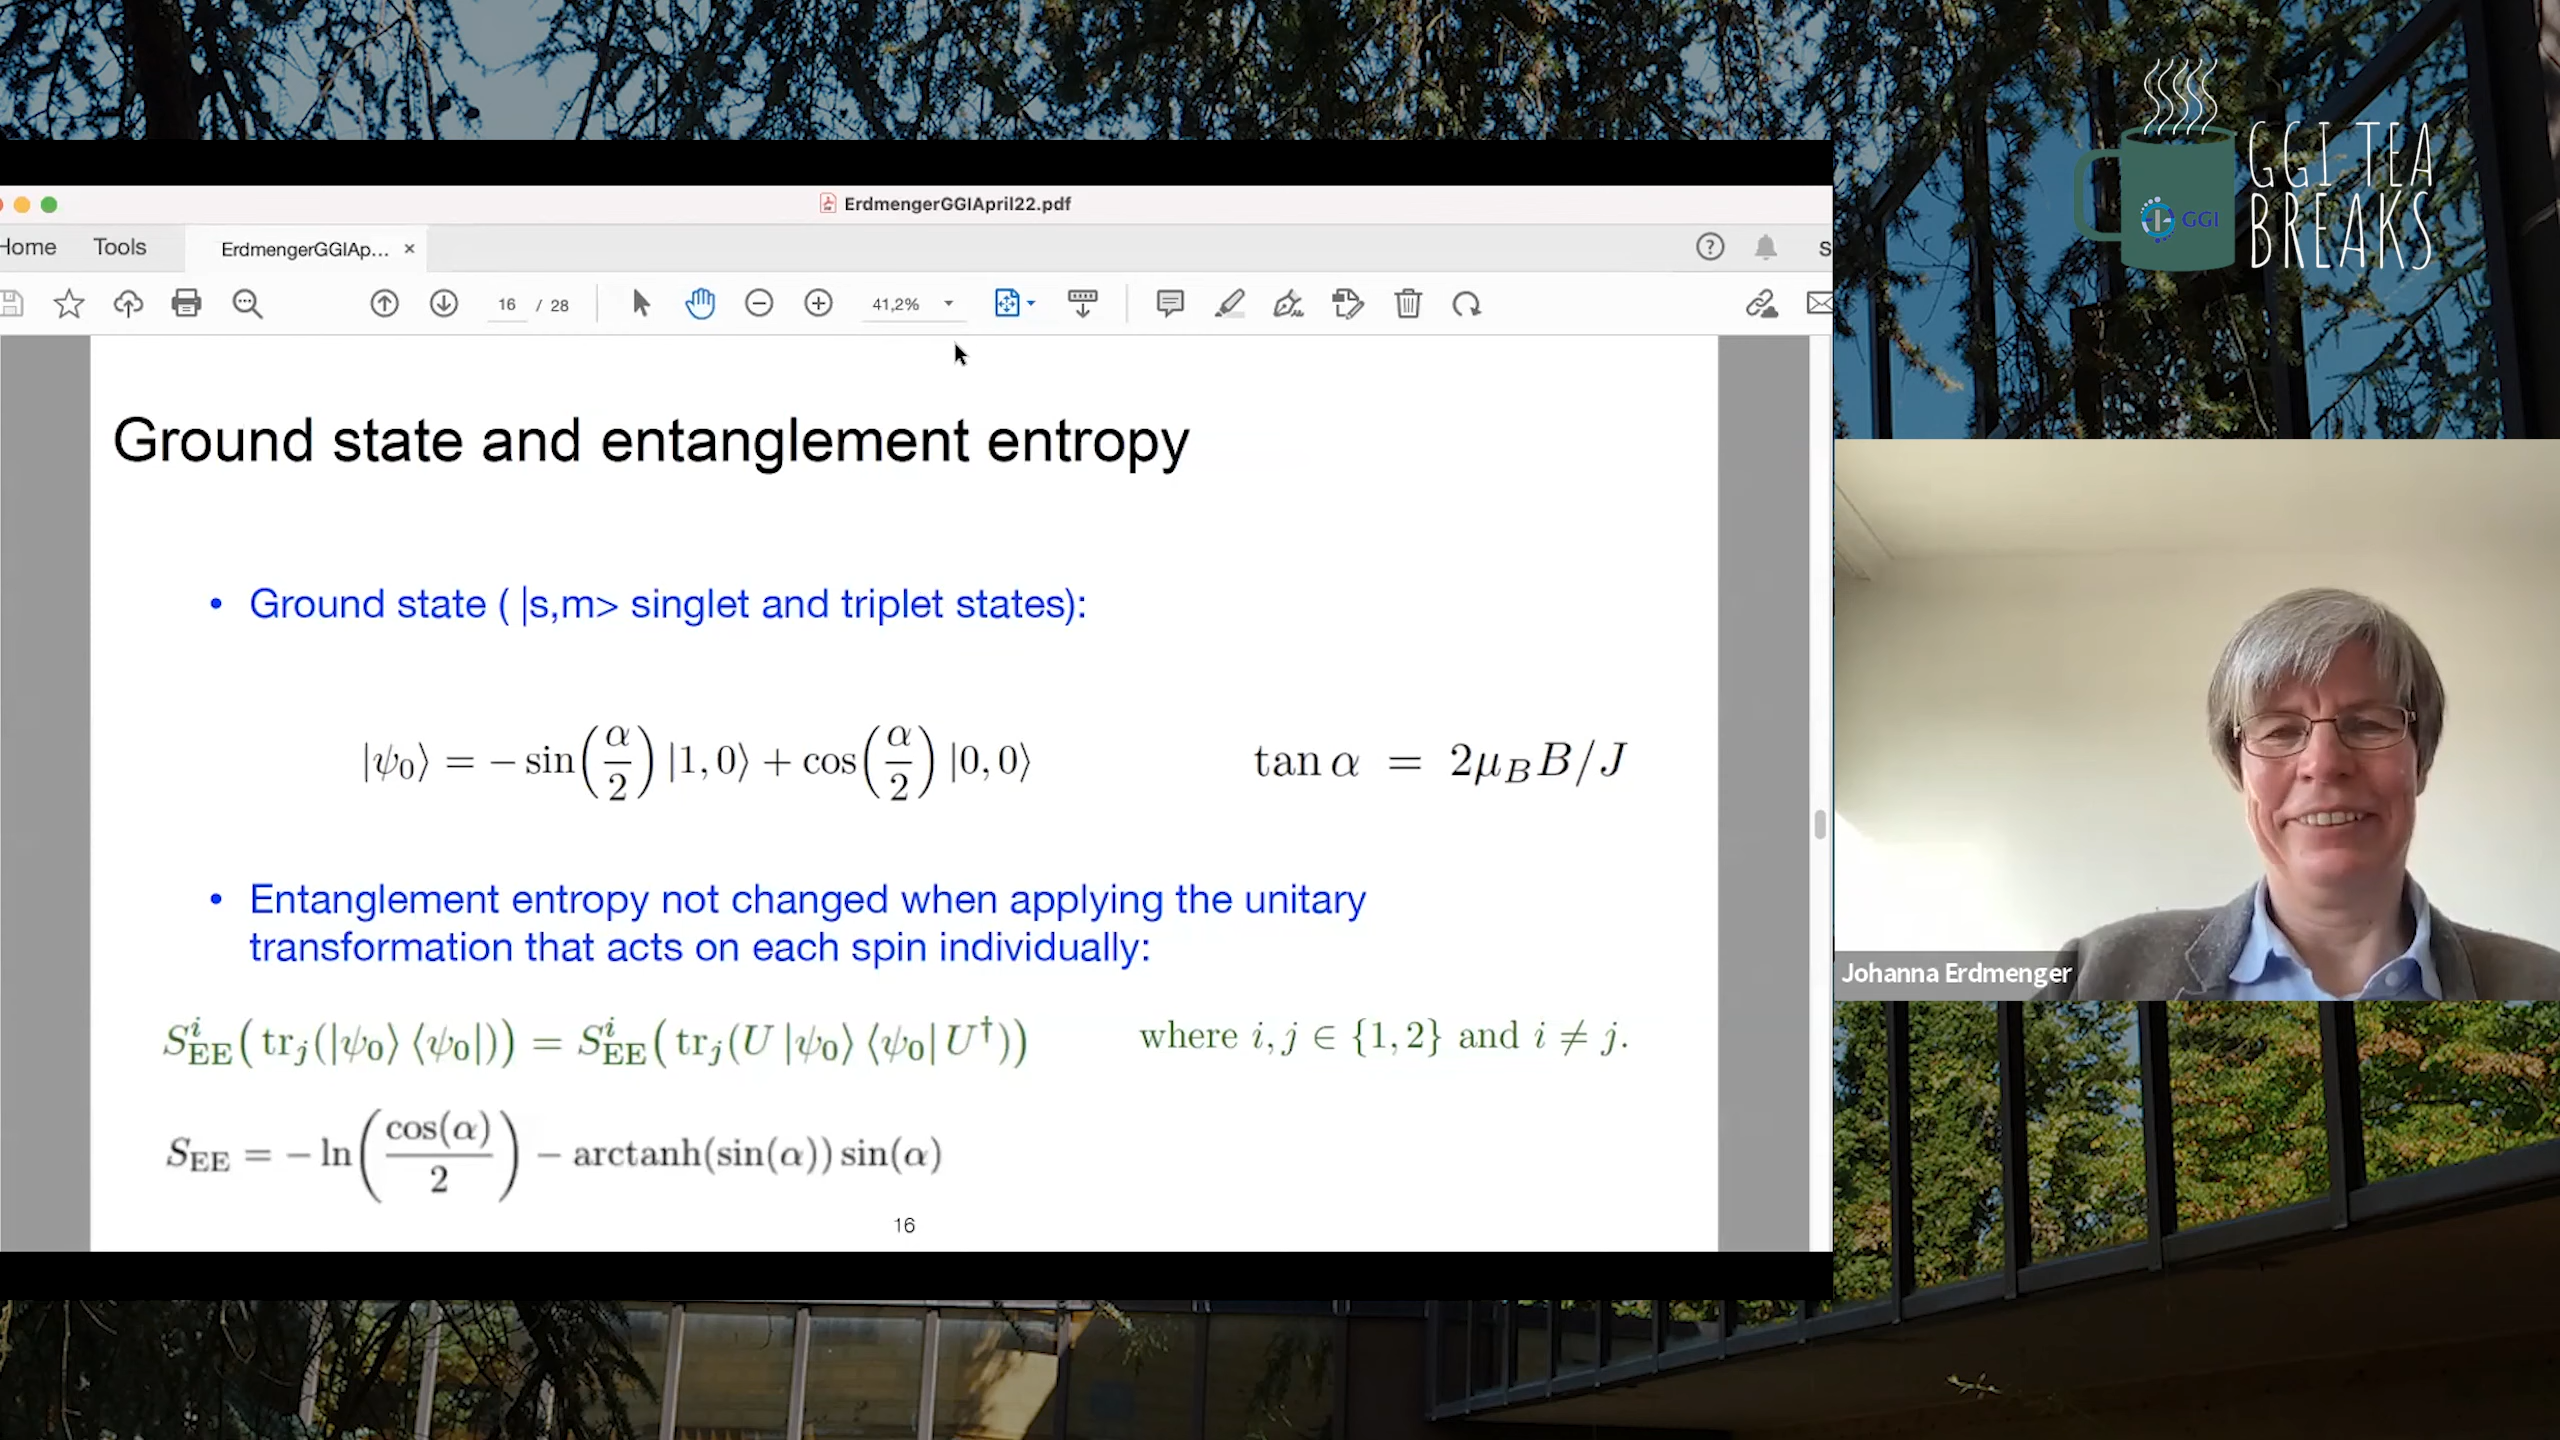 GGI TEA
BREAKS
GGI
ErdmengerGGIApril22.pdf
Home Tools ErdmengerGGIAp... ×
16 / 28 41,2%
Ground state and entanglement entropy
• Ground state ( |s,m> singlet and triplet states):
|ψ₀⟩ = − sin(α/2) |1, 0⟩ + cos(α/2) |0, 0⟩ tan α = 2μ_B B/J
• Entanglement entropy not changed when applying the unitary
transformation that acts on each spin individually:
S^i_EE( tr_j(|ψ₀⟩ ⟨ψ₀|)) = S^i_EE( tr_j(U |ψ₀⟩ ⟨ψ₀| U†)) where i, j ∈ {1, 2} and i ≠ j.
S_EE = − ln(cos(α)/2) − arctanh(sin(α)) sin(α)
16
Johanna Erdmenger